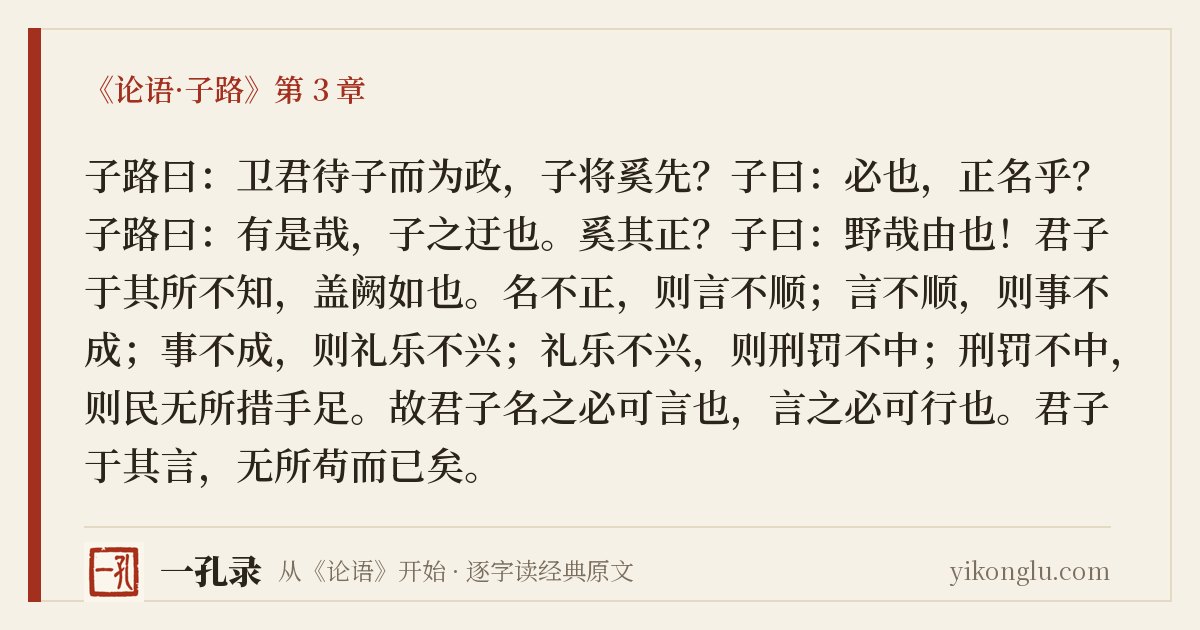 《论语·子路》第 3 章
子路曰：卫君待子而为政，子将奚先？子曰：必也，正名乎？
子路曰：有是哉，子之迂也。奚其正？子曰：野哉由也！君子
于其所不知，盖阙如也。名不正，则言不顺；言不顺，则事不
成；事不成，则礼乐不兴；礼乐不兴，则刑罚不中；刑罚不中，
则民无所措手足。故君子名之必可言也，言之必可行也。君子
于其言，无所苟而已矣。
一孔
一孔录
从《论语》开始 · 逐字读经典原文
yikonglu.com